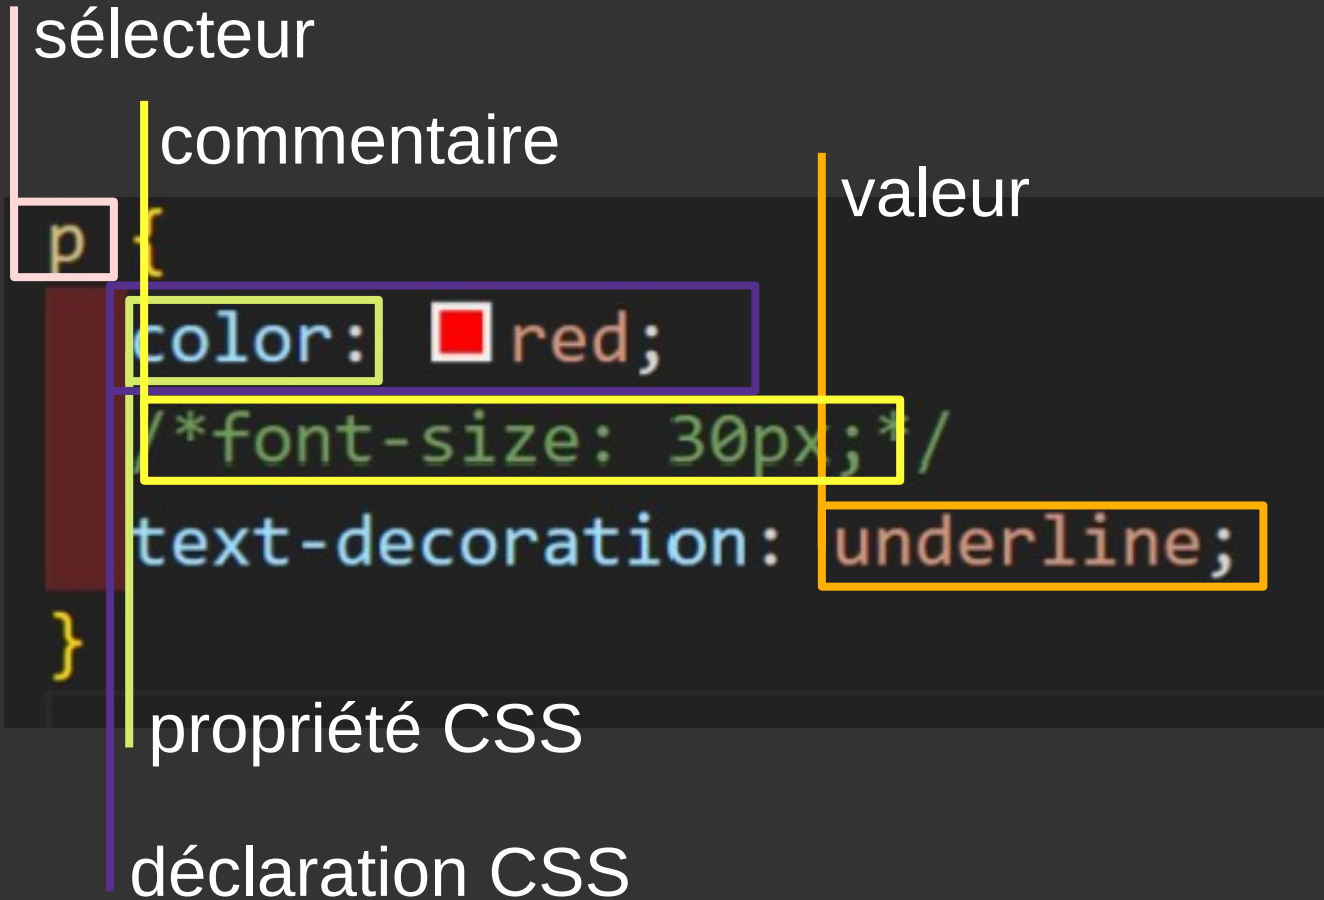 sélecteur
commentaire
valeur
p {
color: red;
/*font-size: 30px;*/
text-decoration: underline;
}
propriété CSS
déclaration CSS